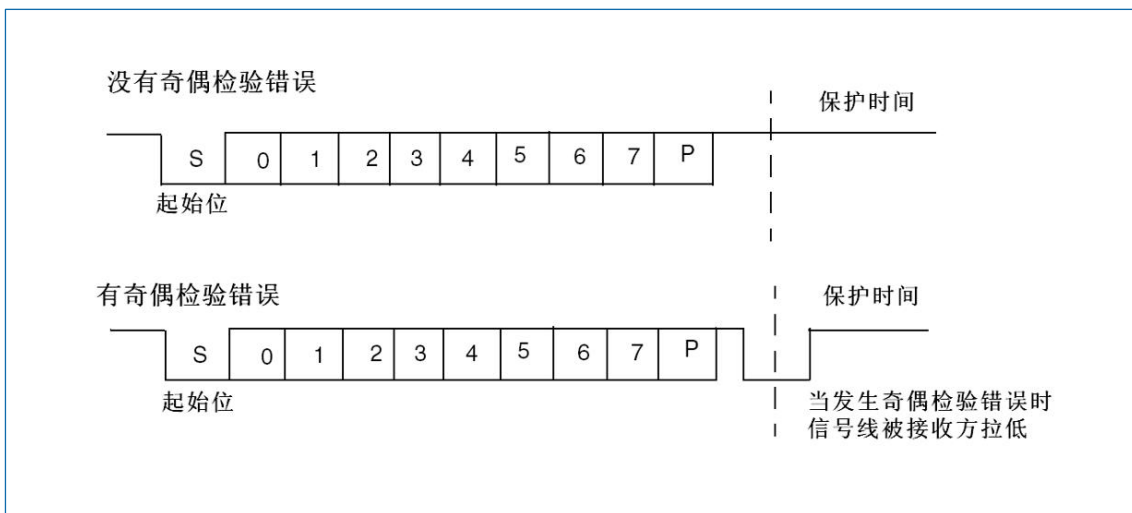 没有奇偶检验错误
保护时间
S 0 1 2 3 4 5 6 7 P
起始位
有奇偶检验错误
保护时间
S 0 1 2 3 4 5 6 7 P
起始位
当发生奇偶检验错误时
信号线被接收方拉低